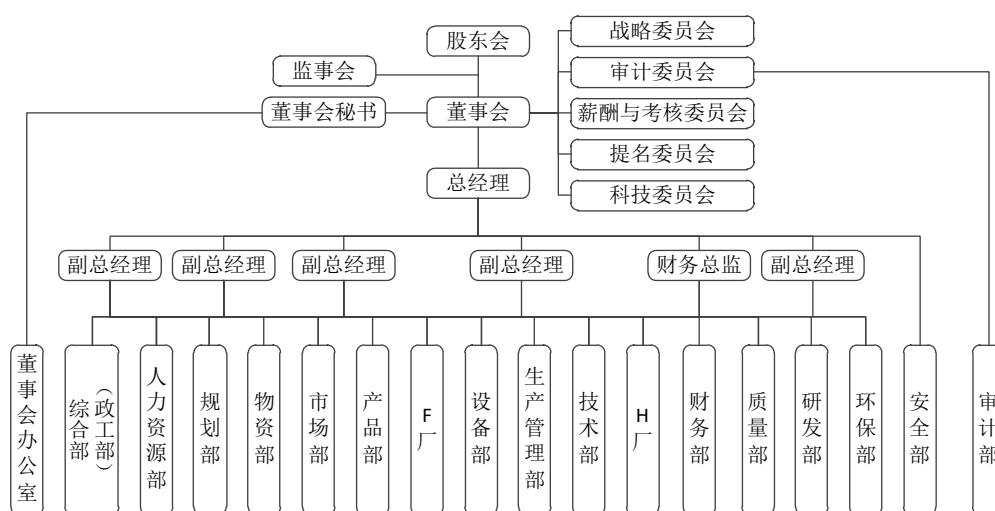 股东会
战略委员会
监事会
审计委员会
董事会秘书
董事会
薪酬与考核委员会
提名委员会
总经理
科技委员会
副总经理
副总经理
副总经理
副总经理
财务总监
副总经理
董事会办公室
综合部
（政工部）
人力资源部
规划部
物资部
市场部
产品部
F厂
设备部
生产管理部
技术部
H厂
财务部
质量部
研发部
环保部
安全部
审计部